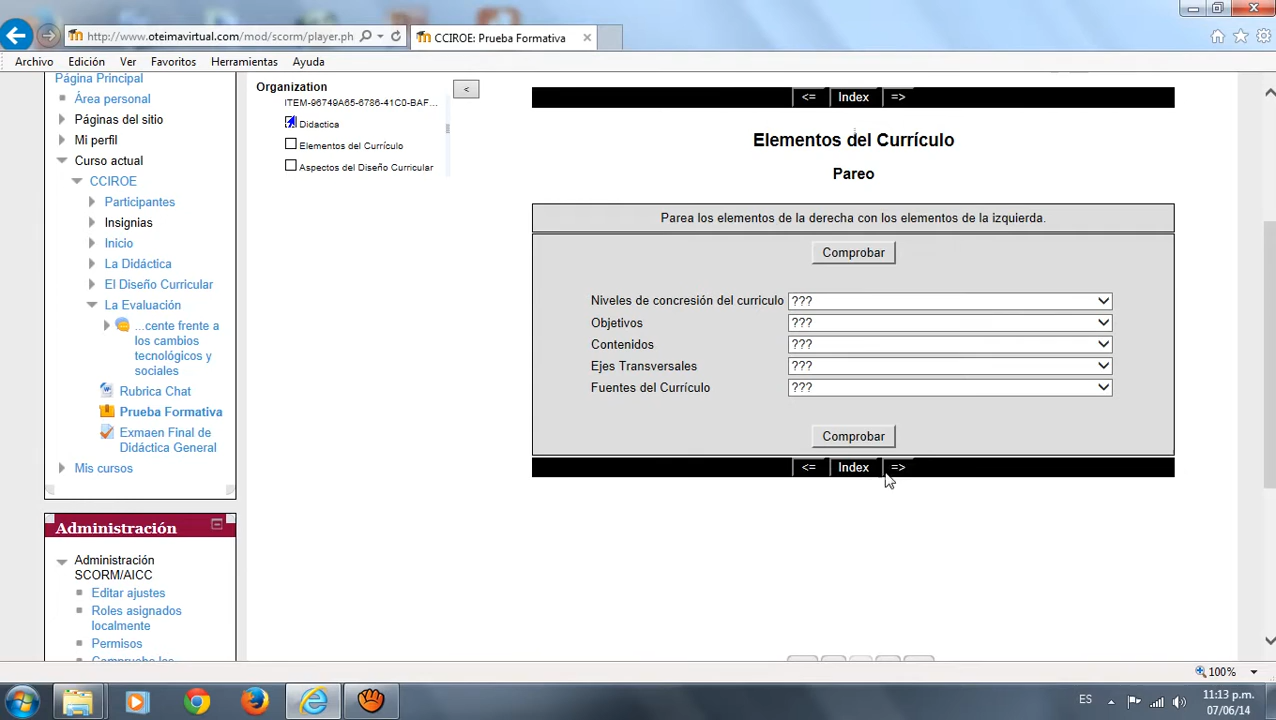 http://www.oteimavirtual.com/mod/scorm/player.ph
CCIROE: Prueba Formativa
Archivo Edición Ver Favoritos Herramientas Ayuda
Página Principal
Área personal
Páginas del sitio
Mi perfil
Curso actual
CCIROE
Participantes
Insignias
Inicio
La Didáctica
El Diseño Curricular
La Evaluación
...cente frente a
los cambios
tecnológicos y
sociales
Rubrica Chat
Prueba Formativa
Exmaen Final de
Didáctica General
Mis cursos
Administración
Administración
SCORM/AICC
Editar ajustes
Roles asignados
localmente
Permisos
Organization
<
ITEM-96749A65-6786-41C0-BAF...
Didactica
Elementos del Currículo
Aspectos del Diseño Curricular
<= Index =>
Elementos del Currículo
Pareo
Parea los elementos de la derecha con los elementos de la izquierda.
Comprobar
Niveles de concresión del curriculo ???
Objetivos ???
Contenidos ???
Ejes Transversales ???
Fuentes del Currículo ???
Comprobar
<= Index =>
100%
ES
11:13 p.m.
07/06/14